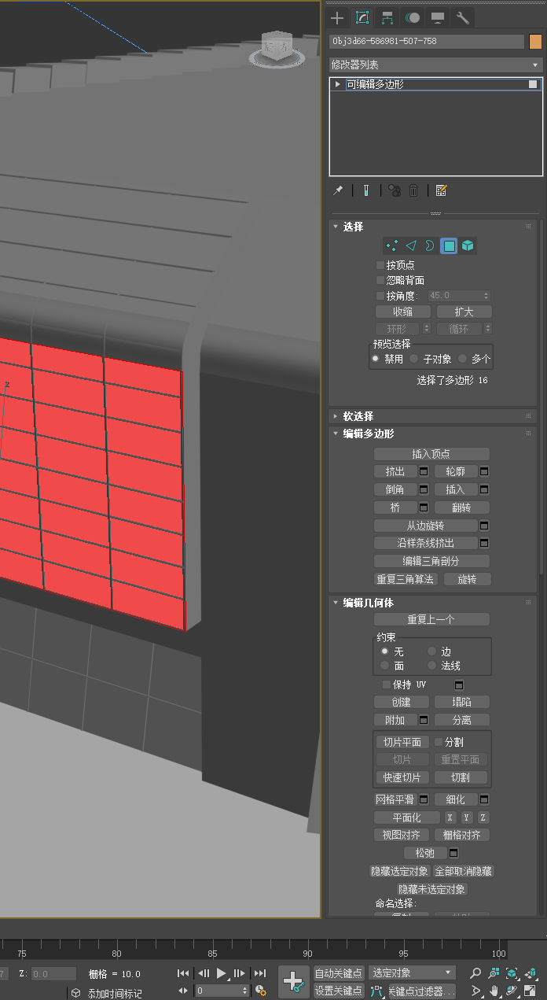 Obj3d66-586981-507-758
修改器列表
可编辑多边形
选择
按顶点
忽略背面
按角度: 45.0
收缩 扩大
环形 循环
预览选择
禁用 子对象 多个
选择了多边形 16
软选择
编辑多边形
插入顶点
挤出 轮廓
倒角 插入
桥 翻转
从边旋转
沿样条线挤出
编辑三角剖分
重复三角算法 旋转
编辑几何体
重复上一个
约束
无 边
面 法线
保持 UV
创建 塌陷
附加 分离
切片平面 分割
切片 重置平面
快速切片 切割
网格平滑 细化
平面化 X Y Z
视图对齐 栅格对齐
松弛
隐藏选定对象 全部取消隐藏
隐藏未选定对象
命名选择:
z
75 80 85 90 95 100
Z: 0.0 栅格 = 10.0 自动关键点 选定对象
添加时间标记 0 设置关键点 关键点过滤器...